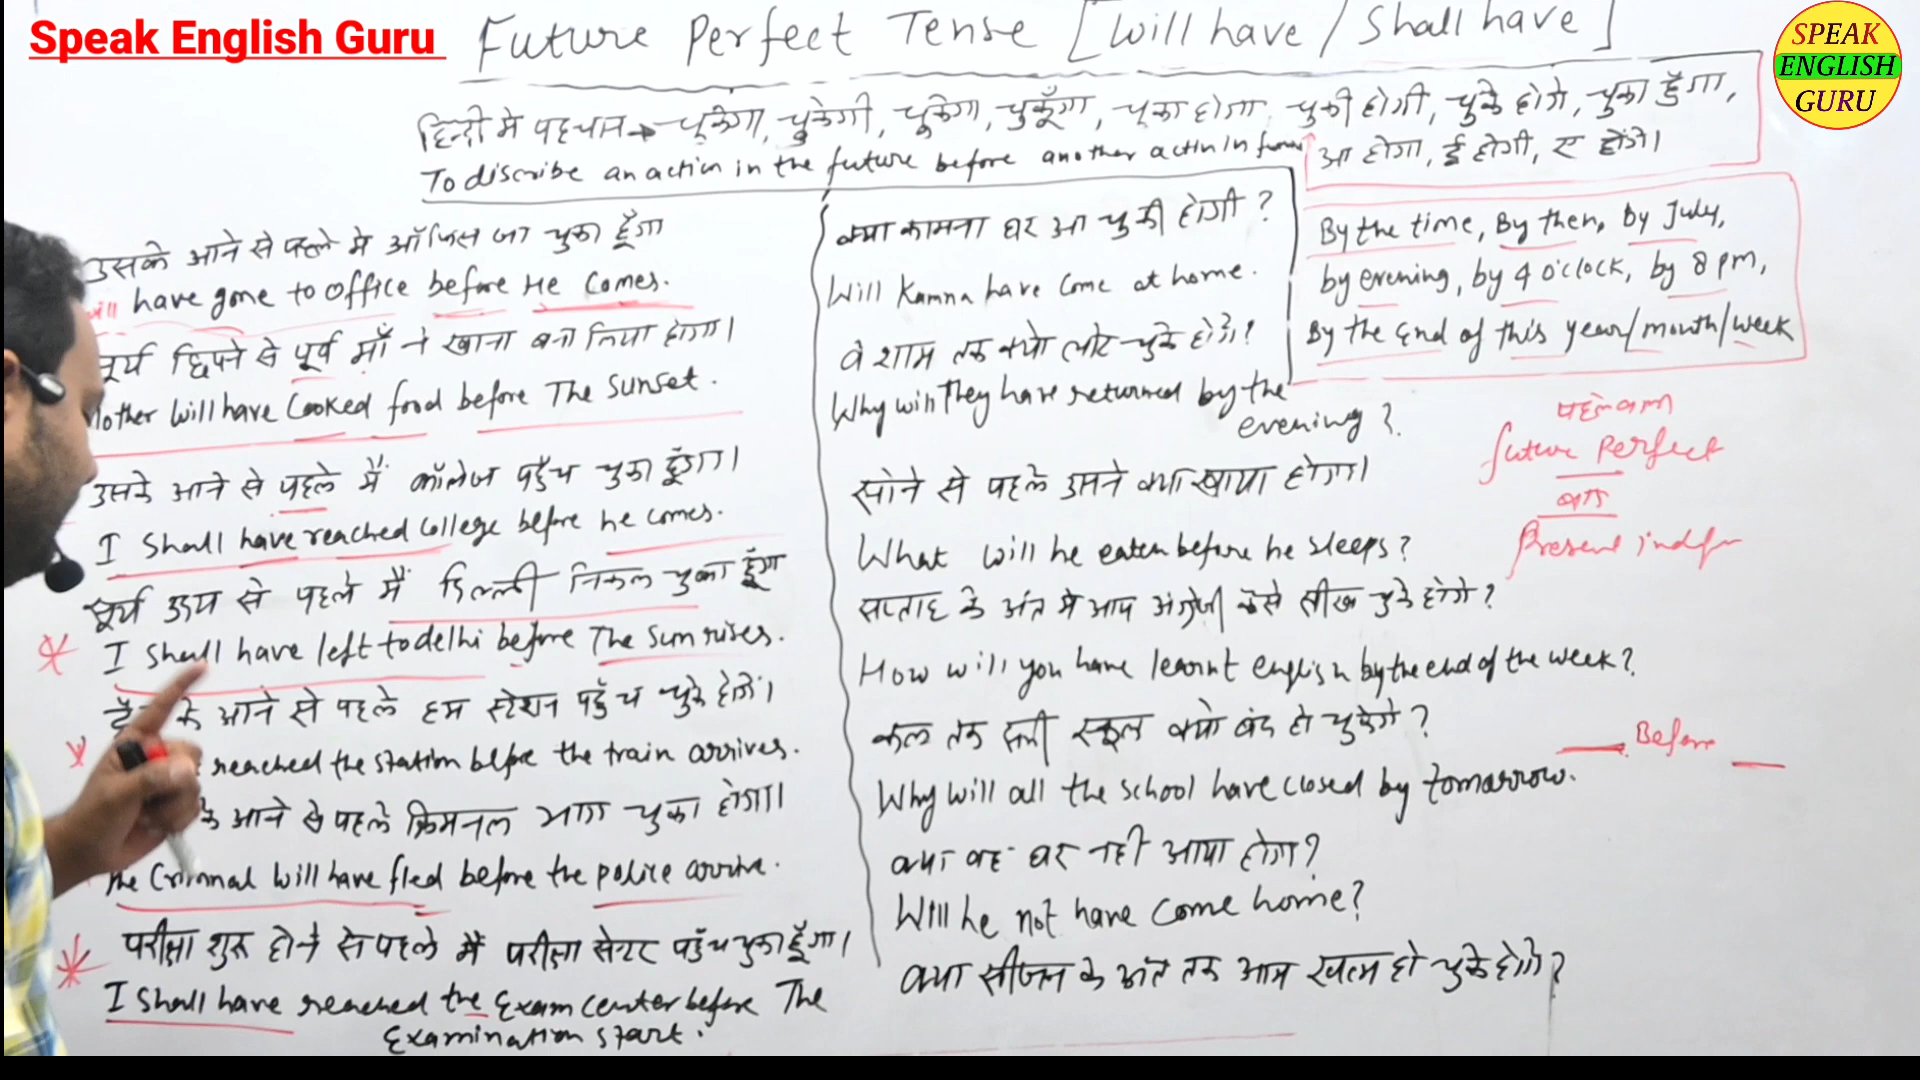 Speak English Guru
Future Perfect Tense [Will have / Shall have]
SPEAK
ENGLISH
GURU
हिन्दी मे पहचान → चुकेगा, चुकेगी, चुकेगा, चुकूँगा, चुका होगा, चुकी होगी, चुके होगे, चुका हुँगा,
आ होगा, ई होगी, ए होंगे।
To discribe an action in the future before another actin in
उसके आने से पहले मे ऑफिस जा चुका हूँगा
will have gone to office before He Comes.
सूर्य छिपने से पूर्व माँ ने खाना बना लिया होगा।
Mother will have Cooked food before The Sunset.
उसके आने से पहले मैं कॉलेज पहुँच चुका हूँगा।
I Shall have reached College before he comes.
सूर्य उदय से पहले मैं दिल्ली निकल चुका हूँगा
I shall have left to delhi before The Sun rises.
के आने से पहले हम स्टेशन पहुँच चुके होगें।
reached the station before the train arrives.
के आने से पहले क्रिमनल भाग चुका होगा।
The Criminal will have fled before the police arrive.
परीक्षा शुरू होने से पहले मैं परीक्षा सेन्टर पहुँच चुका हूँगा।
I shall have reached the Exam center before The
Examination start.
क्या कामना घर आ चुकी होगी ?
Will Kamna have Come at home.
वे शाम तक क्यो लौट चुके होगे?
Why will They have returned by the
evening ?
सोने से पहले उसने क्या खाया होगा।
What will he eaten before he sleeps?
सप्ताह के अंत मे आप अंग्रेजी कैसे सीख चुके होगे ?
How will you have learnt english by the end of the week?
कल तक सभी स्कूल क्यो बंद हो चुकेगे ?
Why will all the school have closed by tomorrow.
क्या वह घर नही आया होगा?
Will he not have come home?
क्या सीजन के अंत तक आम खत्म हो चुके होगे ?
By the time, By then, by July,
by evening, by 4 o'clock, by 8 pm,
By the end of this year/month/week
पहचान
future Perfect
Present
Before